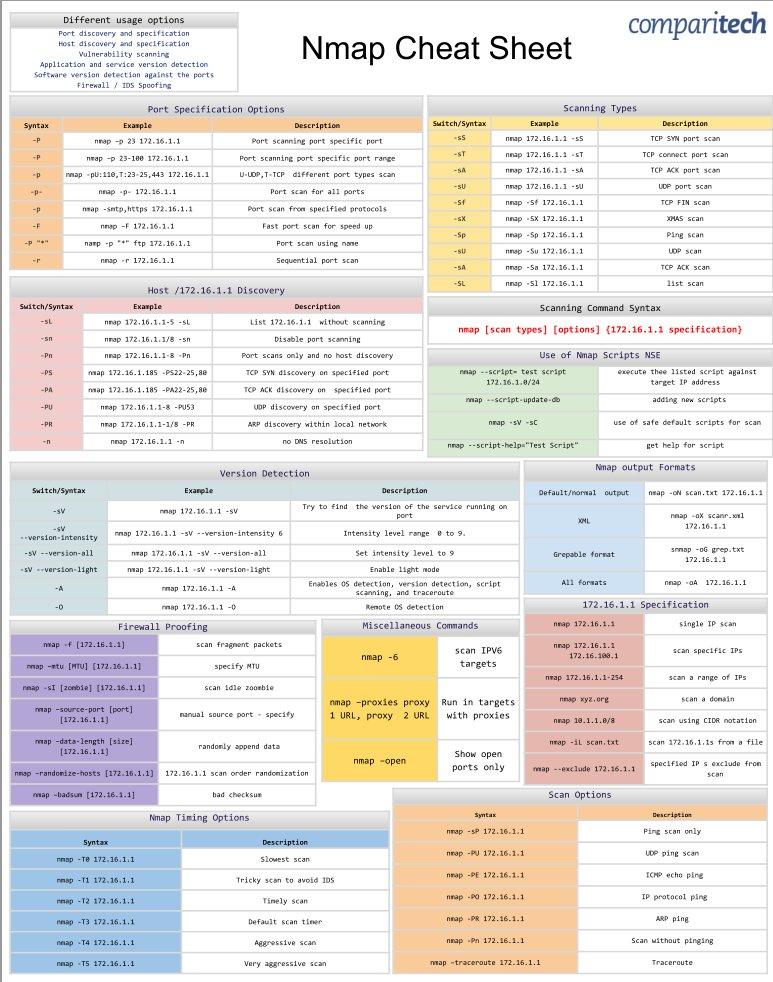 Different usage options
Port discovery and specification
Host discovery and specification
Vulnerability scanning
Application and service version detection
Software version detection against the ports
Firewall / IDS Spoofing
Nmap Cheat Sheet
comparitech
Port Specification Options
Syntax Example Description
-P nmap -p 23 172.16.1.1 Port scanning port specific port
-P nmap -p 23-100 172.16.1.1 Port scanning port specific port range
-p nmap -pU:110,T:23-25,443 172.16.1.1 U-UDP,T-TCP different port types scan
-p- nmap -p- 172.16.1.1 Port scan for all ports
-p nmap -smtp,https 172.16.1.1 Port scan from specified protocols
-F nmap -F 172.16.1.1 Fast port scan for speed up
-P "*" namp -p "*" ftp 172.16.1.1 Port scan using name
-r nmap -r 172.16.1.1 Sequential port scan
Scanning Types
Switch/Syntax Example Description
-sS nmap 172.16.1.1 -sS TCP SYN port scan
-sT nmap 172.16.1.1 -sT TCP connect port scan
-sA nmap 172.16.1.1 -sA TCP ACK port scan
-sU nmap 172.16.1.1 -sU UDP port scan
-Sf nmap -Sf 172.16.1.1 TCP FIN scan
-sX nmap -SX 172.16.1.1 XMAS scan
-Sp nmap -Sp 172.16.1.1 Ping scan
-sU nmap -Su 172.16.1.1 UDP scan
-sA nmap -Sa 172.16.1.1 TCP ACK scan
-SL nmap -Sl 172.16.1.1 list scan
Host /172.16.1.1 Discovery
Switch/Syntax Example Description
-sL nmap 172.16.1.1-5 -sL List 172.16.1.1 without scanning
-sn nmap 172.16.1.1/8 -sn Disable port scanning
-Pn nmap 172.16.1.1-8 -Pn Port scans only and no host discovery
-PS nmap 172.16.1.185 -PS22-25,80 TCP SYN discovery on specified port
-PA nmap 172.16.1.185 -PA22-25,80 TCP ACK discovery on specified port
-PU nmap 172.16.1.1-8 -PU53 UDP discovery on specified port
-PR nmap 172.16.1.1-1/8 -PR ARP discovery within local network
-n nmap 172.16.1.1 -n no DNS resolution
Scanning Command Syntax
nmap [scan types] [options] {172.16.1.1 specification}
Use of Nmap Scripts NSE
nmap --script= test script execute thee listed script against
172.16.1.0/24 target IP address
nmap --script-update-db adding new scripts
nmap -sV -sC use of safe default scripts for scan
nmap --script-help="Test Script" get help for script
Version Detection
Switch/Syntax Example Description
-sV nmap 172.16.1.1 -sV Try to find the version of the service running on
port
-sV
--version-intensity nmap 172.16.1.1 -sV --version-intensity 6 Intensity level range 0 to 9.
-sV --version-all nmap 172.16.1.1 -sV --version-all Set intensity level to 9
-sV --version-light nmap 172.16.1.1 -sV --version-light Enable light mode
-A nmap 172.16.1.1 -A Enables OS detection, version detection, script
scanning, and traceroute
-O nmap 172.16.1.1 -O Remote OS detection
Nmap output Formats
Default/normal output nmap -oN scan.txt 172.16.1.1
XML nmap -oX scanr.xml
172.16.1.1
Grepable format snmap -oG grep.txt
172.16.1.1
All formats nmap -oA 172.16.1.1
Firewall Proofing
nmap -f [172.16.1.1] scan fragment packets
nmap –mtu [MTU] [172.16.1.1] specify MTU
nmap -sI [zombie] [172.16.1.1] scan idle zoombie
nmap –source-port [port] manual source port - specify
[172.16.1.1]
nmap –data-length [size] randomly append data
[172.16.1.1]
nmap –randomize-hosts [172.16.1.1] 172.16.1.1 scan order randomization
nmap –badsum [172.16.1.1] bad checksum
Miscellaneous Commands
nmap -6 scan IPV6
targets
nmap –proxies proxy Run in targets
1 URL, proxy 2 URL with proxies
nmap –open Show open
ports only
172.16.1.1 Specification
nmap 172.16.1.1 single IP scan
nmap 172.16.1.1 scan specific IPs
172.16.100.1
nmap 172.16.1.1-254 scan a range of IPs
nmap xyz.org scan a domain
nmap 10.1.1.0/8 scan using CIDR notation
nmap -iL scan.txt scan 172.16.1.1s from a file
nmap --exclude 172.16.1.1 specified IP s exclude from
scan
Nmap Timing Options
Syntax Description
nmap -T0 172.16.1.1 Slowest scan
nmap -T1 172.16.1.1 Tricky scan to avoid IDS
nmap -T2 172.16.1.1 Timely scan
nmap -T3 172.16.1.1 Default scan timer
nmap -T4 172.16.1.1 Aggressive scan
nmap -T5 172.16.1.1 Very aggressive scan
Scan Options
Syntax Description
nmap -sP 172.16.1.1 Ping scan only
nmap -PU 172.16.1.1 UDP ping scan
nmap -PE 172.16.1.1 ICMP echo ping
nmap -PO 172.16.1.1 IP protocol ping
nmap -PR 172.16.1.1 ARP ping
nmap -Pn 172.16.1.1 Scan without pinging
nmap –traceroute 172.16.1.1 Traceroute